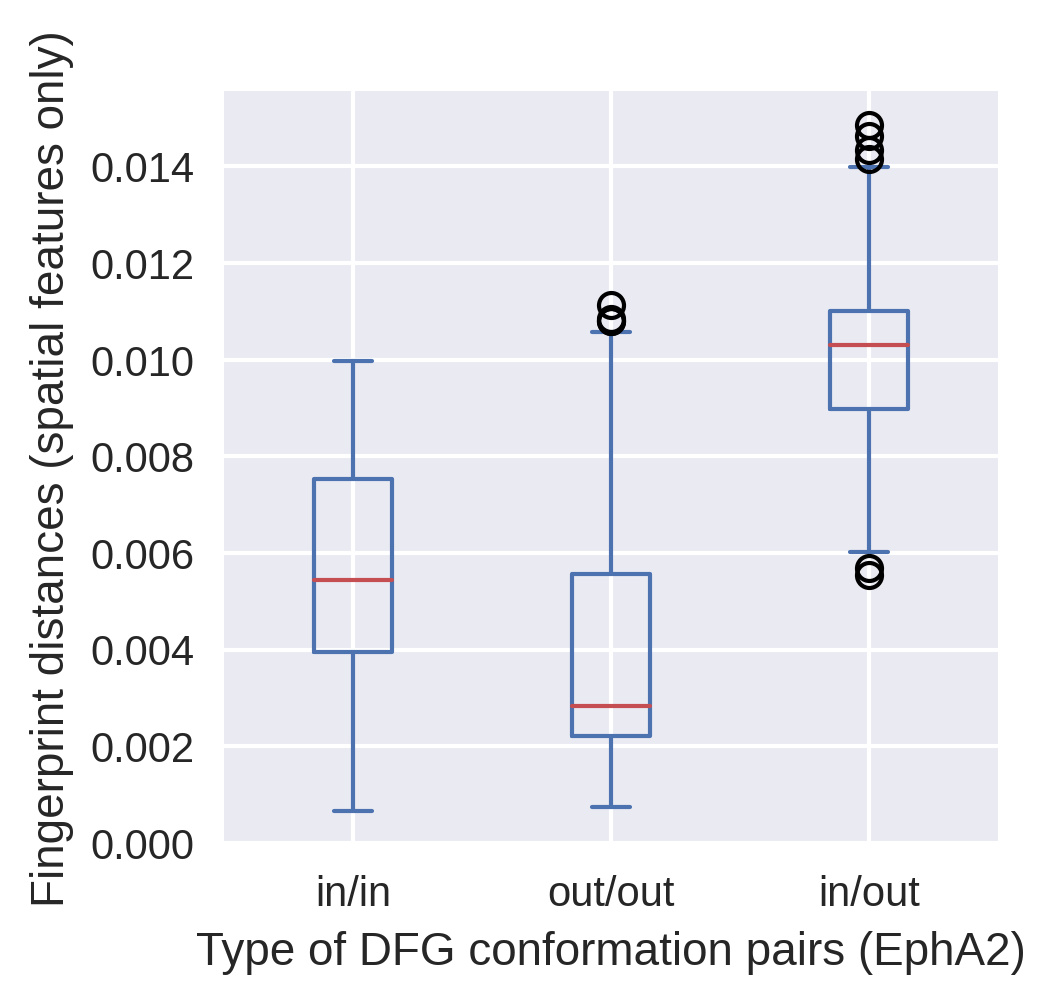 Fingerprint distances (spatial features only)
0.014
0.012
0.010
0.008
0.006
0.004
0.002
0.000
in/in out/out in/out
Type of DFG conformation pairs (EphA2)